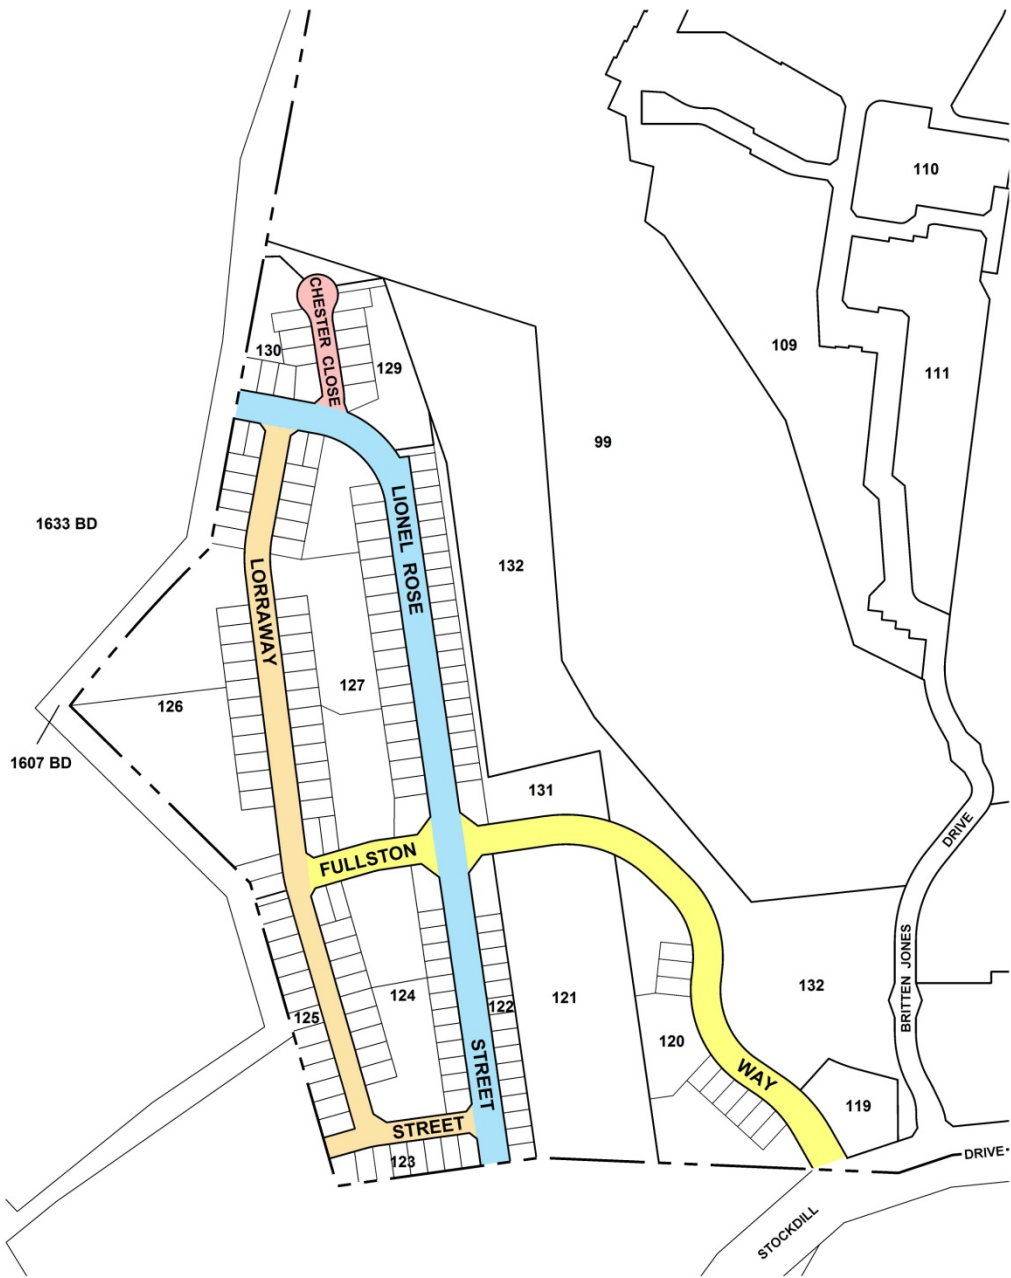 110
CHESTER CLOSE
130
129
109
111
99
1633 BD
LIONEL ROSE
132
LORRAWAY
127
126
1607 BD
131
DRIVE
FULLSTON
BRITTEN JONES
132
124
122
121
125
120
STREET
WAY
119
STREET
123
DRIVE
STOCKDILL